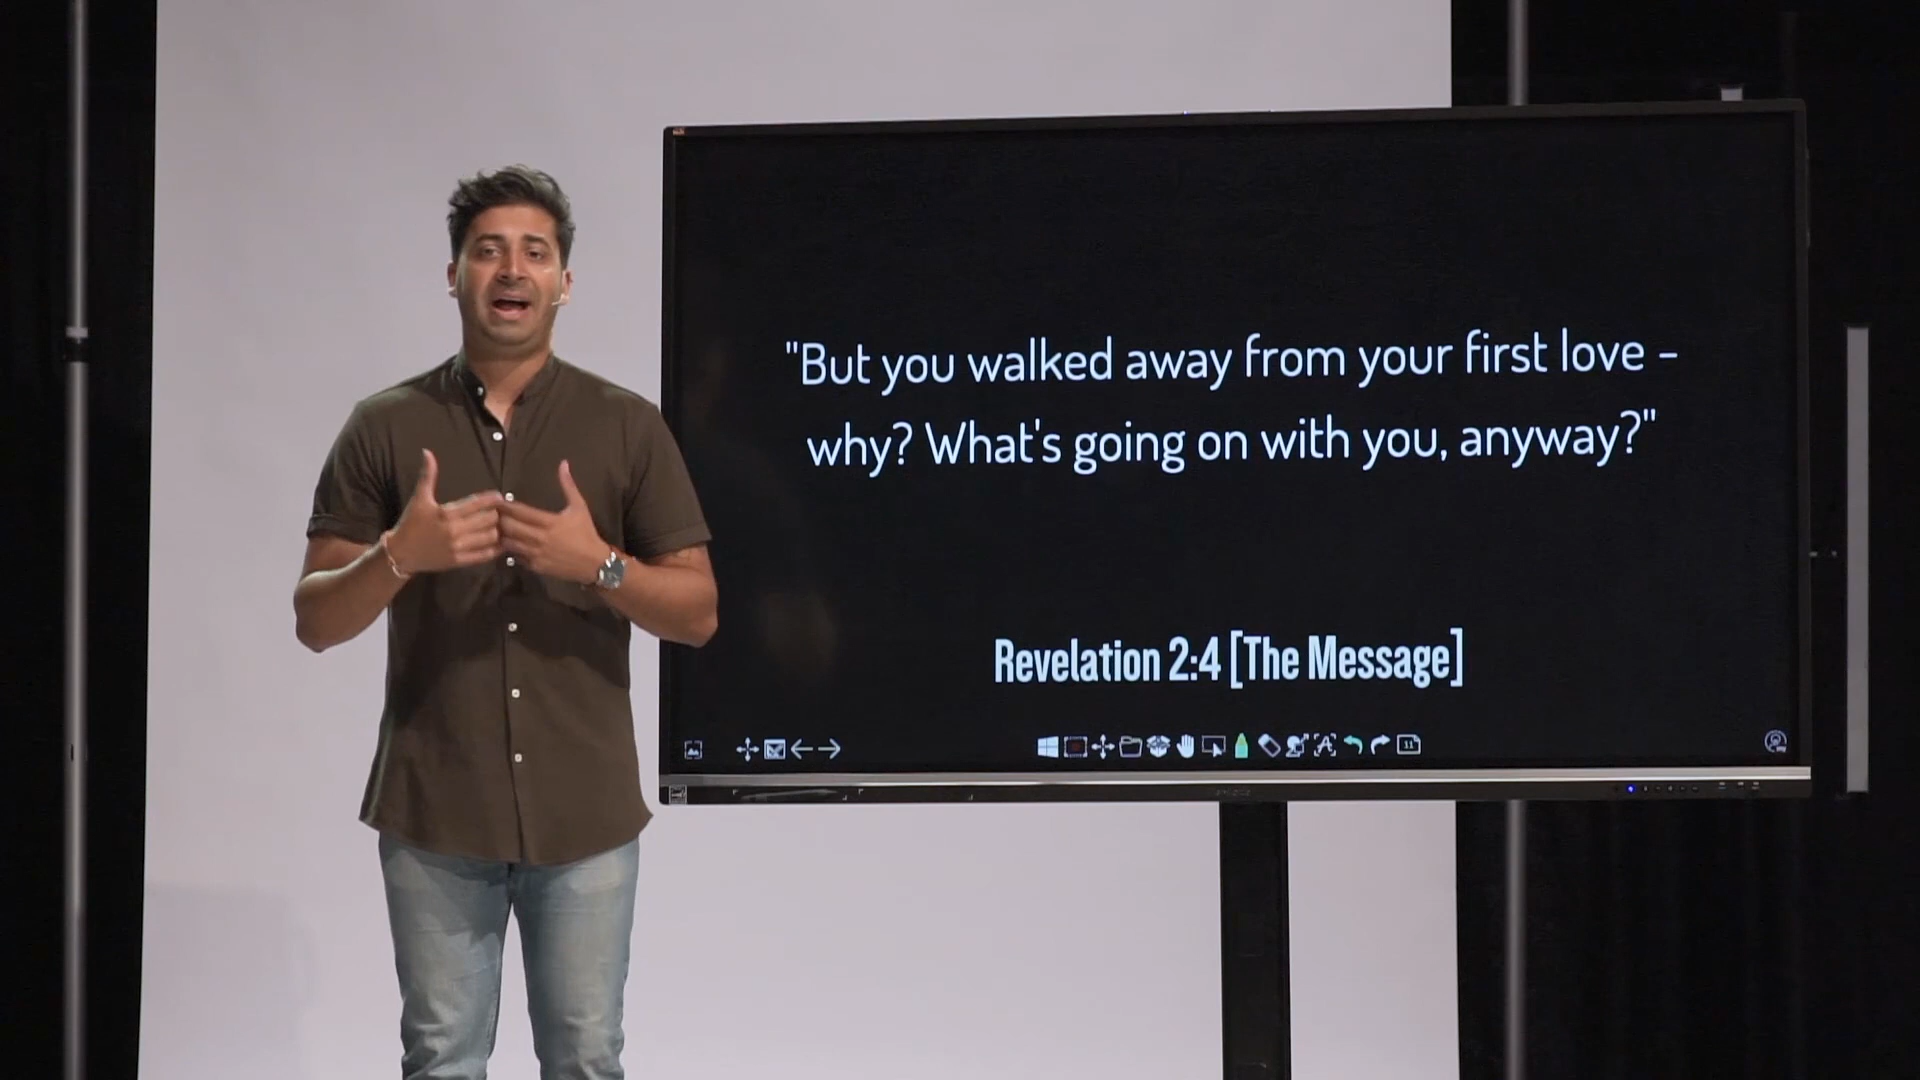 "But you walked away from your first love -
why? What's going on with you, anyway?"
Revelation 2:4 [The Message]
11